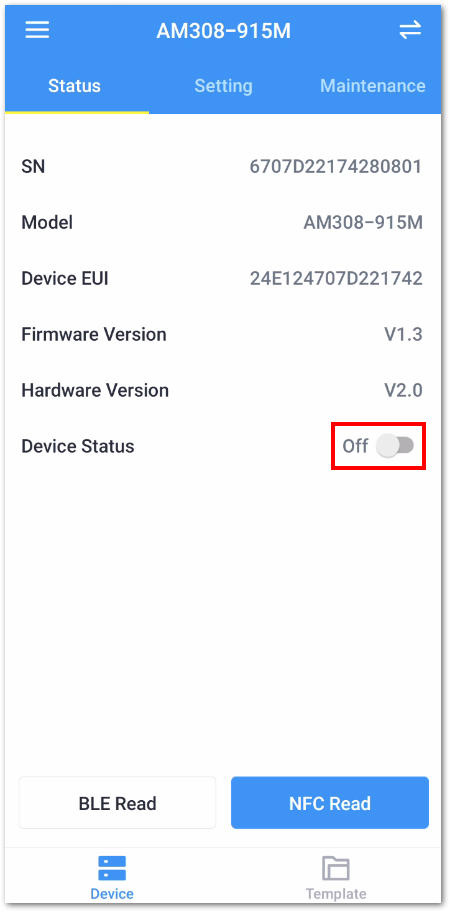 AM308-915M
Status Setting Maintenance
SN 6707D22174280801
Model AM308-915M
Device EUI 24E124707D221742
Firmware Version V1.3
Hardware Version V2.0
Device Status Off
BLE Read NFC Read
Device Template